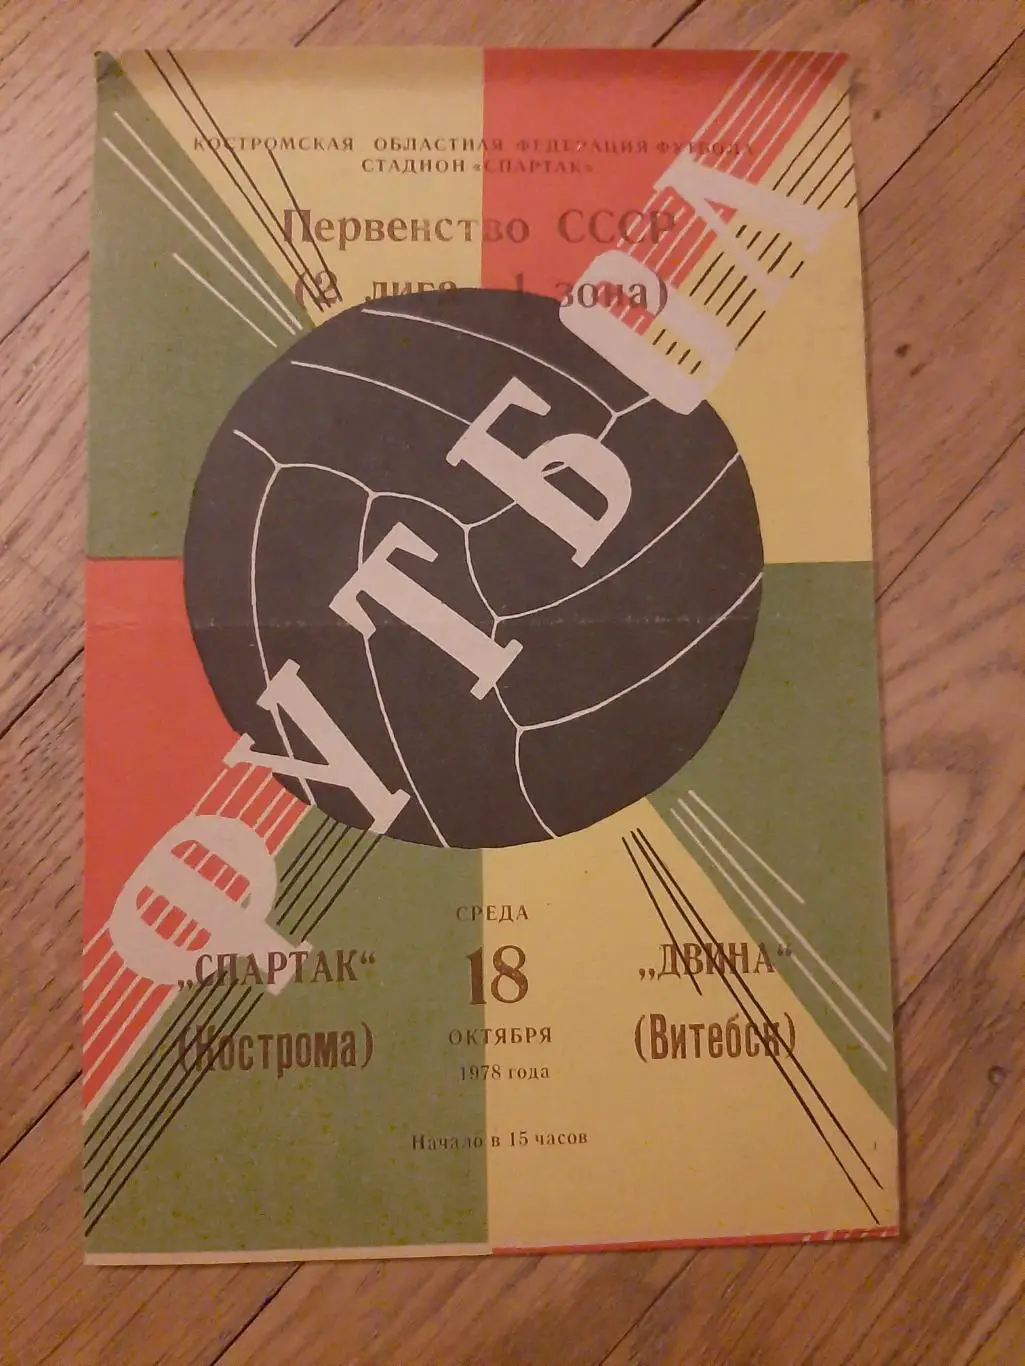 КОСТРОМСКАЯ ОБЛАСТНАЯ ФЕДЕРАЦИЯ ФУТБОЛА
СТАДИОН «СПАРТАК»
Первенство СССР
(2 лига 1 зона)
ФУТБОЛ
СРЕДА
18
ОКТЯБРЯ
1978 года
„СПАРТАК“
(Кострома)
„ДВИНА“
(Витебск)
Начало в 15 часов